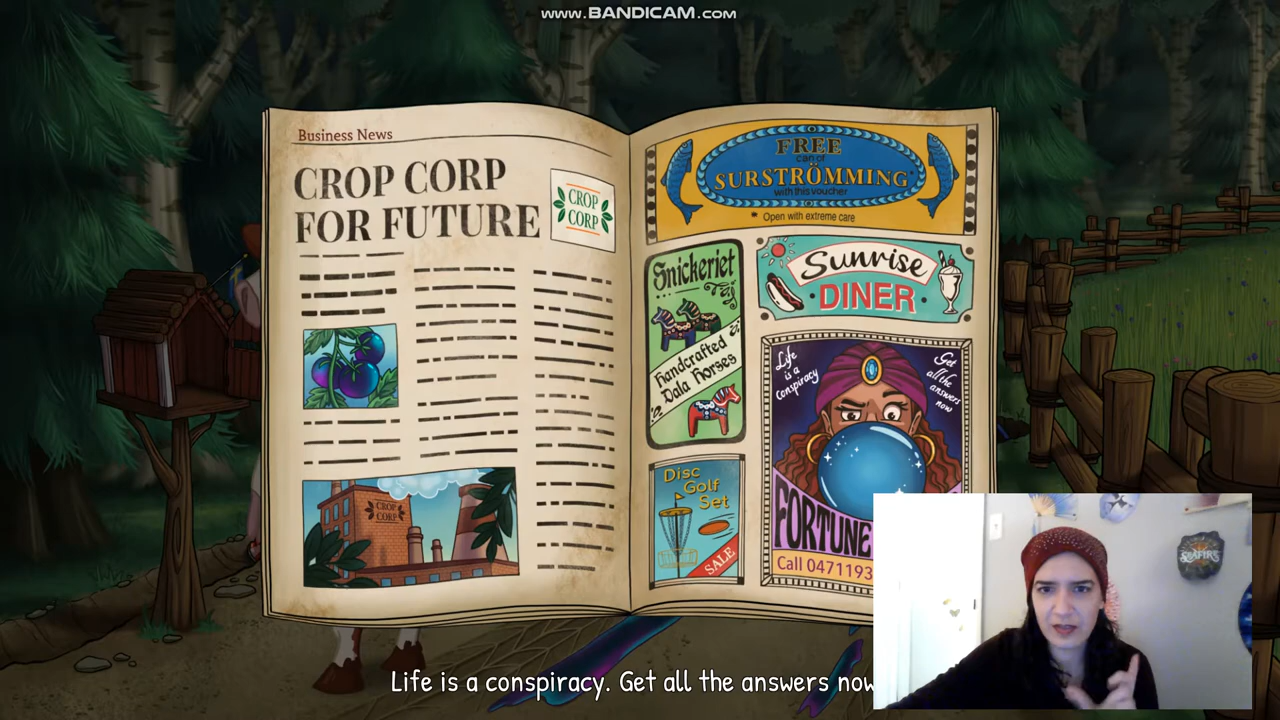 www.BANDICAM.com
Business News
CROP CORP
FOR FUTURE
CROP
CORP
CROP
CORP
FREE
can of
SURSTRÖMMING
with this voucher
* Open with extreme care
Snickeriet
Handcrafted
Dala Horses
Sunrise
DINER
Disc
Golf
Set
SALE
Life
is a
conspiracy
Get
all the
answers
now
FORTUNE
Call 0471193
SEAFIRE
Life is a conspiracy. Get all the answers now